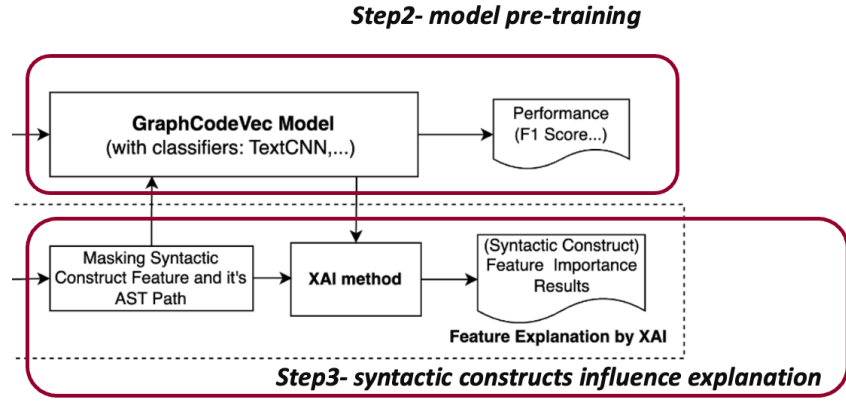 Step2- model pre-training
GraphCodeVec Model
(with classifiers: TextCNN,...)
Performance
(F1 Score...)
Masking Syntactic
Construct Feature and it's
AST Path
XAI method
(Syntactic Construct)
Feature Importance
Results
Feature Explanation by XAI
Step3- syntactic constructs influence explanation